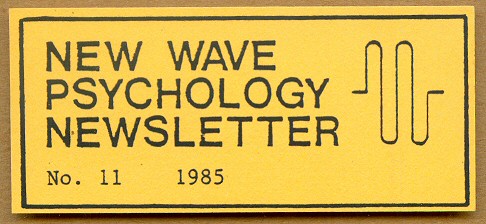 NEW WAVE
PSYCHOLOGY
NEWSLETTER
No. 11 1985